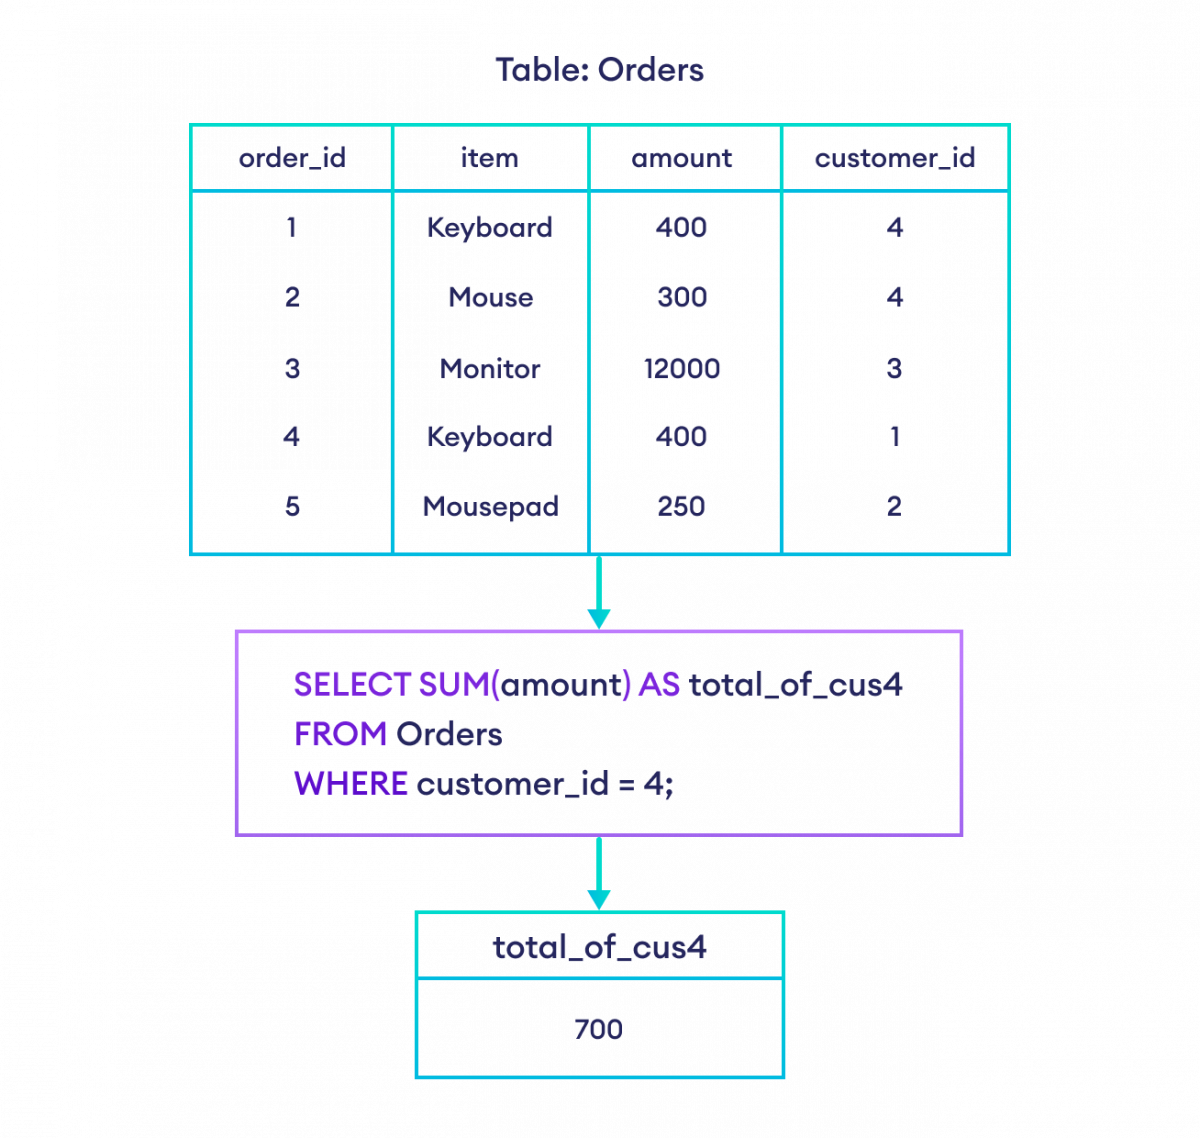 Table: Orders
order_id item amount customer_id
1 Keyboard 400 4
2 Mouse 300 4
3 Monitor 12000 3
4 Keyboard 400 1
5 Mousepad 250 2
SELECT SUM(amount) AS total_of_cus4
FROM Orders
WHERE customer_id = 4;
total_of_cus4
700